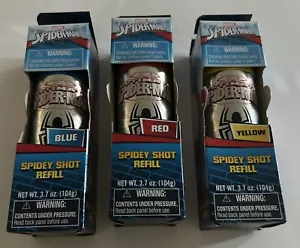 SPIDER-MAN
WARNING:
SPIDER-MAN
BLUE
SPIDEY SHOT
REFILL
NET WT. 3.7 oz. (104g)
WARNING:
CONTENTS UNDER PRESSURE.
Read back panel before use.
SPIDER-MAN
WARNING:
SPIDER-MAN
RED
SPIDEY SHOT
REFILL
NET WT. 3.7 oz. (104g)
WARNING:
CONTENTS UNDER PRESSURE.
Read back panel before use.
SPIDER-MAN
WARNING:
SPIDER-MAN
YELLOW
SPIDEY SHOT
REFILL
NET WT. 3.7 oz. (104g)
WARNING:
CONTENTS UNDER PRESSURE.
Read back panel before use.